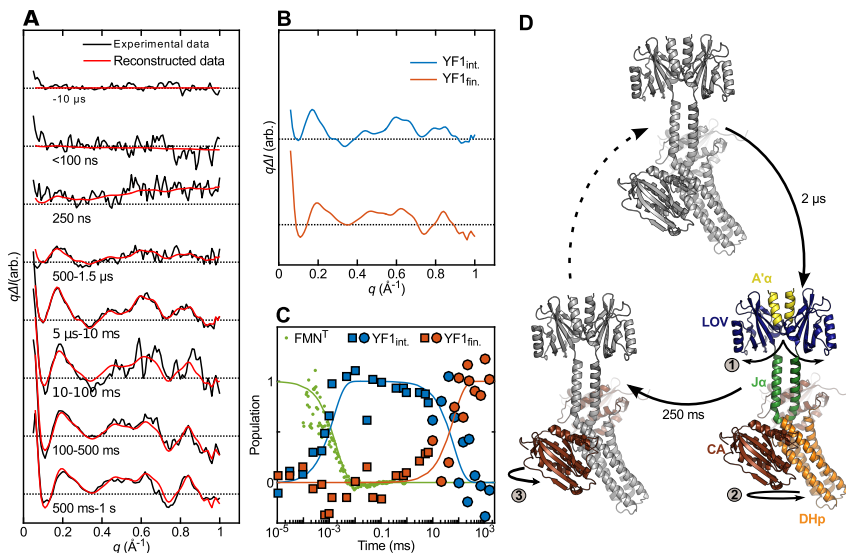 A
Experimental data
Reconstructed data
-10 µs
<100 ns
250 ns
500-1.5 µs
5 µs-10 ms
10-100 ms
100-500 ms
500 ms-1 s
qΔI(arb.)
0 0.2 0.4 0.6 0.8 1
q (Å-1)
B
YF1int.
YF1fin.
qΔI (arb.)
0 0.2 0.4 0.6 0.8 1
q (Å-1)
C
FMNT YF1int. YF1fin.
Population
1
0
10-5 10-3 10-1 101 103
Time (ms)
D
2 µs
A'α
LOV
1
Jα
250 ms
CA
2
DHp
3